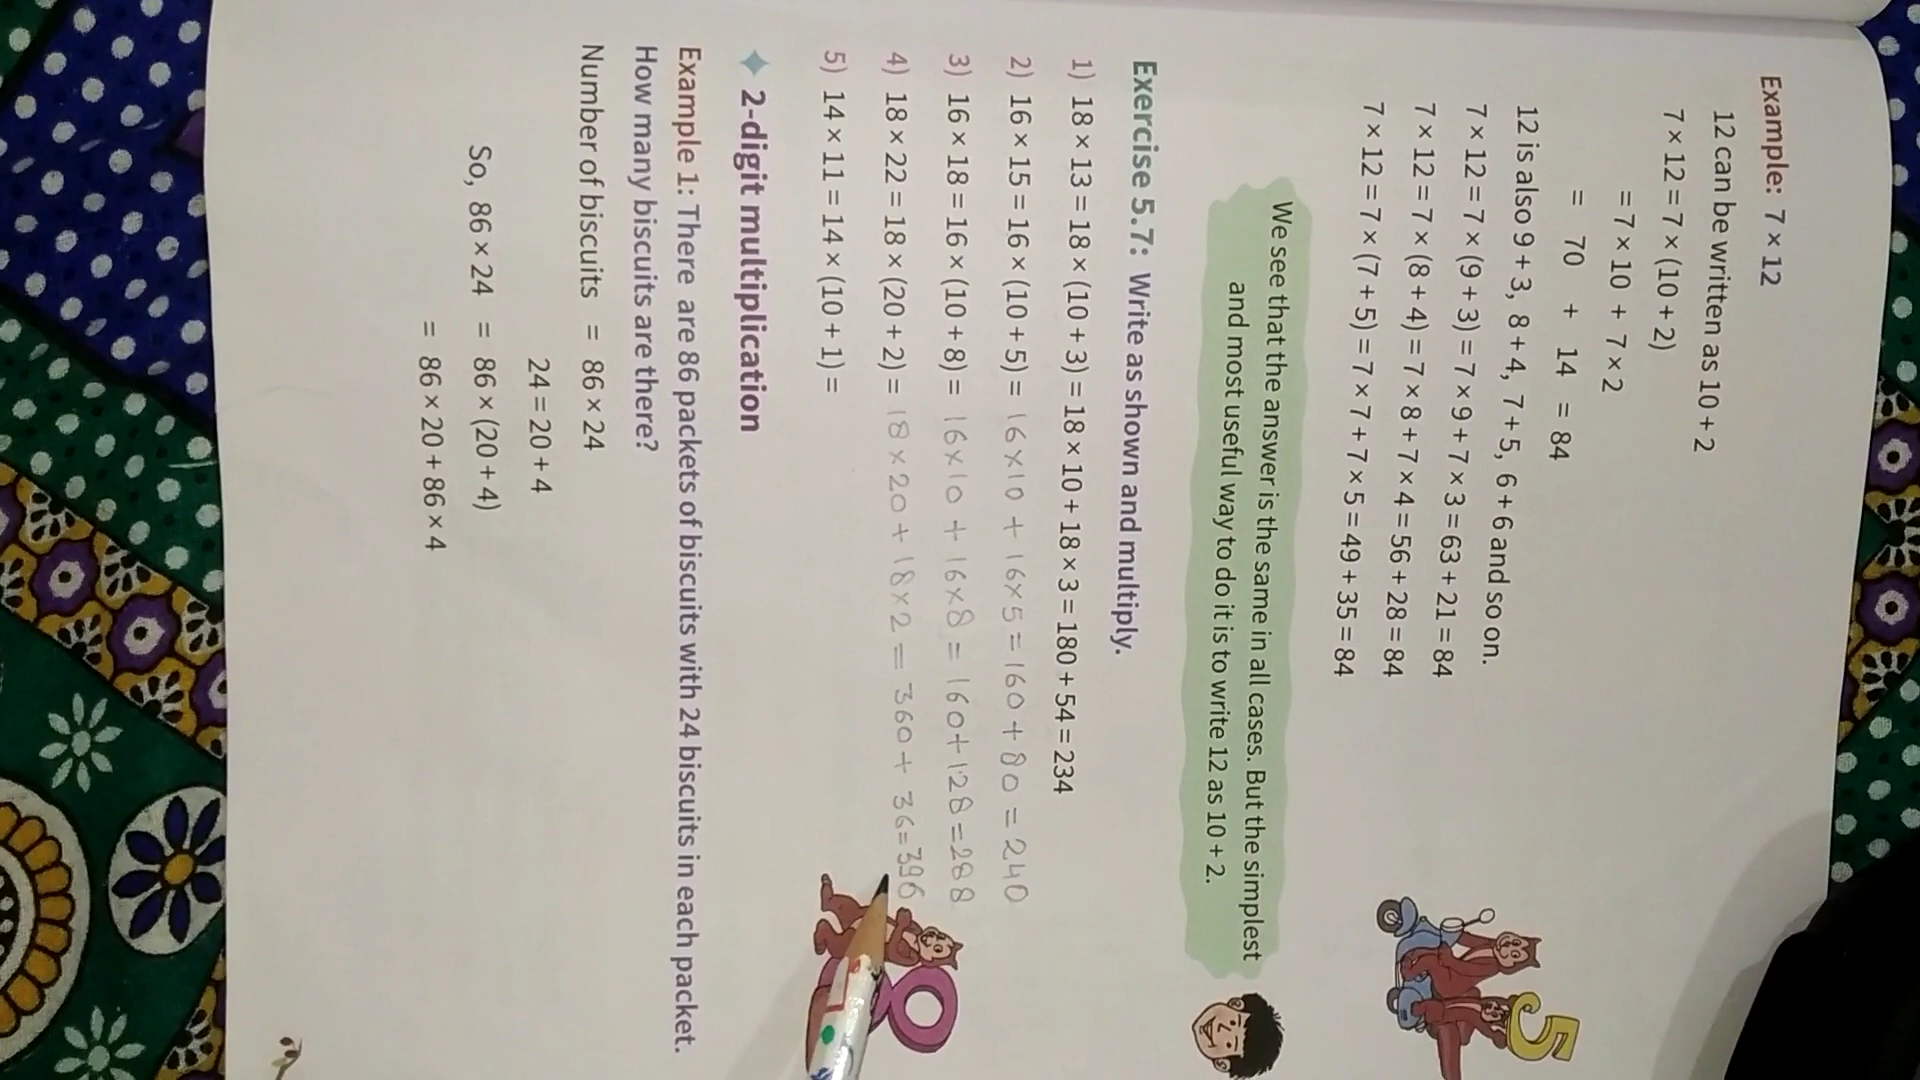 Example: 7 × 12
12 can be written as 10 + 2
7 × 12 = 7 × (10 + 2)
= 7 × 10 + 7 × 2
= 70 + 14 = 84
12 is also 9 + 3, 8 + 4, 7 + 5, 6 + 6 and so on.
7 × 12 = 7 × (9 + 3) = 7 × 9 + 7 × 3 = 63 + 21 = 84
7 × 12 = 7 × (8 + 4) = 7 × 8 + 7 × 4 = 56 + 28 = 84
7 × 12 = 7 × (7 + 5) = 7 × 7 + 7 × 5 = 49 + 35 = 84
5
We see that the answer is the same in all cases. But the simplest
and most useful way to do it is to write 12 as 10 + 2.
Exercise 5.7: Write as shown and multiply.
1) 18 × 13 = 18 × (10 + 3) = 18 × 10 + 18 × 3 = 180 + 54 = 234
2) 16 × 15 = 16 × (10 + 5) = 16×10 + 16×5 = 160 + 80 = 240
3) 16 × 18 = 16 × (10 + 8) = 16×10 + 16×8 = 160+128=288
4) 18 × 22 = 18 × (20 + 2) = 18×20 + 18×2 = 360 + 36=396
5) 14 × 11 = 14 × (10 + 1) =
8
2-digit multiplication
Example 1: There are 86 packets of biscuits with 24 biscuits in each packet.
How many biscuits are there?
Number of biscuits = 86 × 24
24 = 20 + 4
So, 86 × 24 = 86 × (20 + 4)
= 86 × 20 + 86 × 4